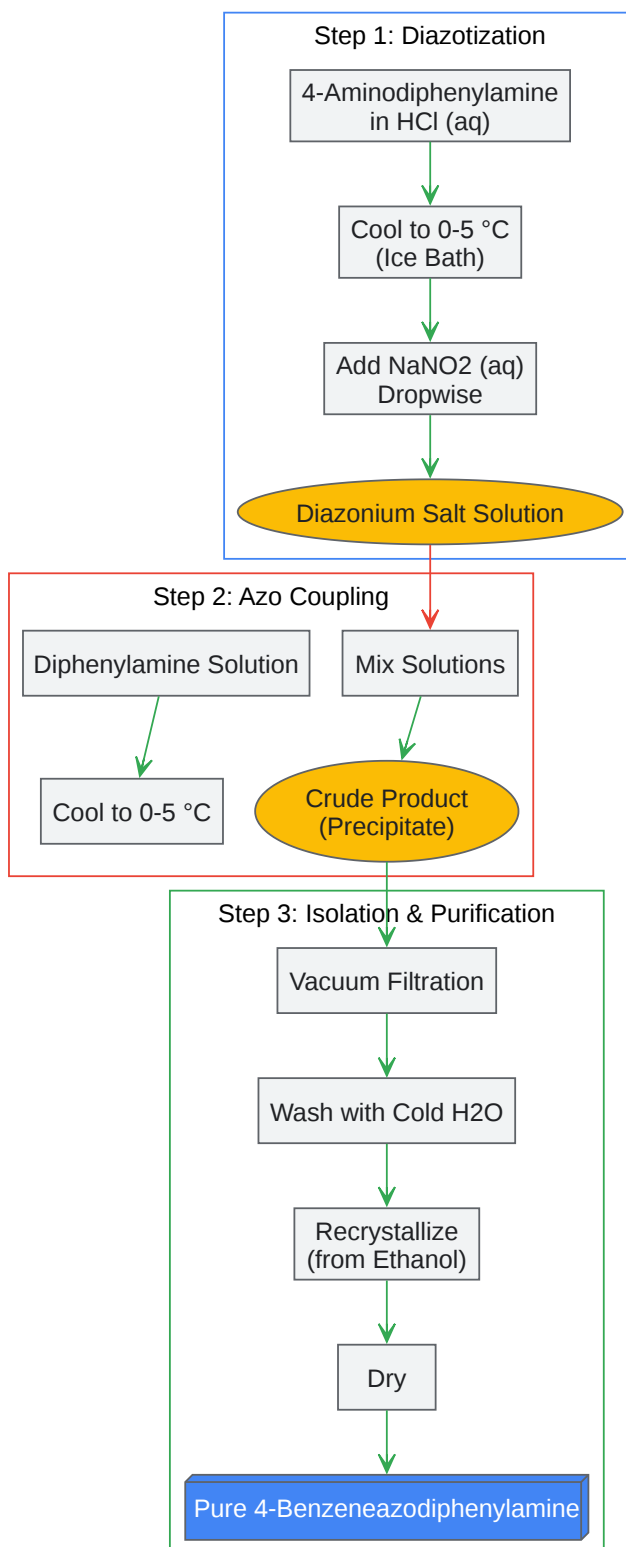 Step 1: Diazotization
4-Aminodiphenylamine
in HCl (aq)
Cool to 0-5 °C
(Ice Bath)
Add NaNO2 (aq)
Dropwise
Diazonium Salt Solution
Step 2: Azo Coupling
Diphenylamine Solution
Mix Solutions
Cool to 0-5 °C
Crude Product
(Precipitate)
Step 3: Isolation & Purification
Vacuum Filtration
Wash with Cold H2O
Recrystallize
(from Ethanol)
Dry
Pure 4-Benzeneazodiphenylamine